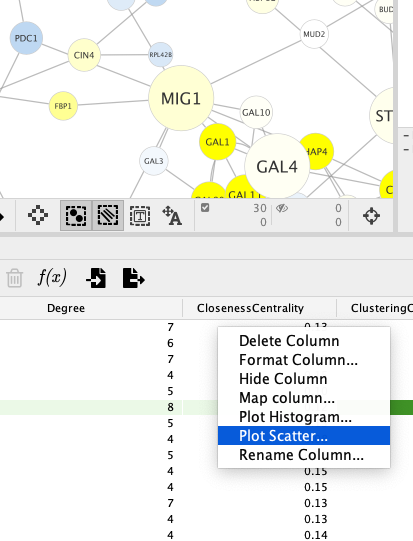 BUD
PDC1
MUD2
CIN4
RPL42B
MIG1
FBP1
GAL10
ST
GAL1
HAP4
GAL3
GAL4
GAL11
C
30
0
0
0
f(x)
Degree
ClosenessCentrality
ClusteringC
7
0.13
6
7
4
5
8
5
4
5
4
0.15
4
0.15
7
0.13
4
0.13
4
0.14
Delete Column
Format Column...
Hide Column
Map column...
Plot Histogram...
Plot Scatter...
Rename Column...